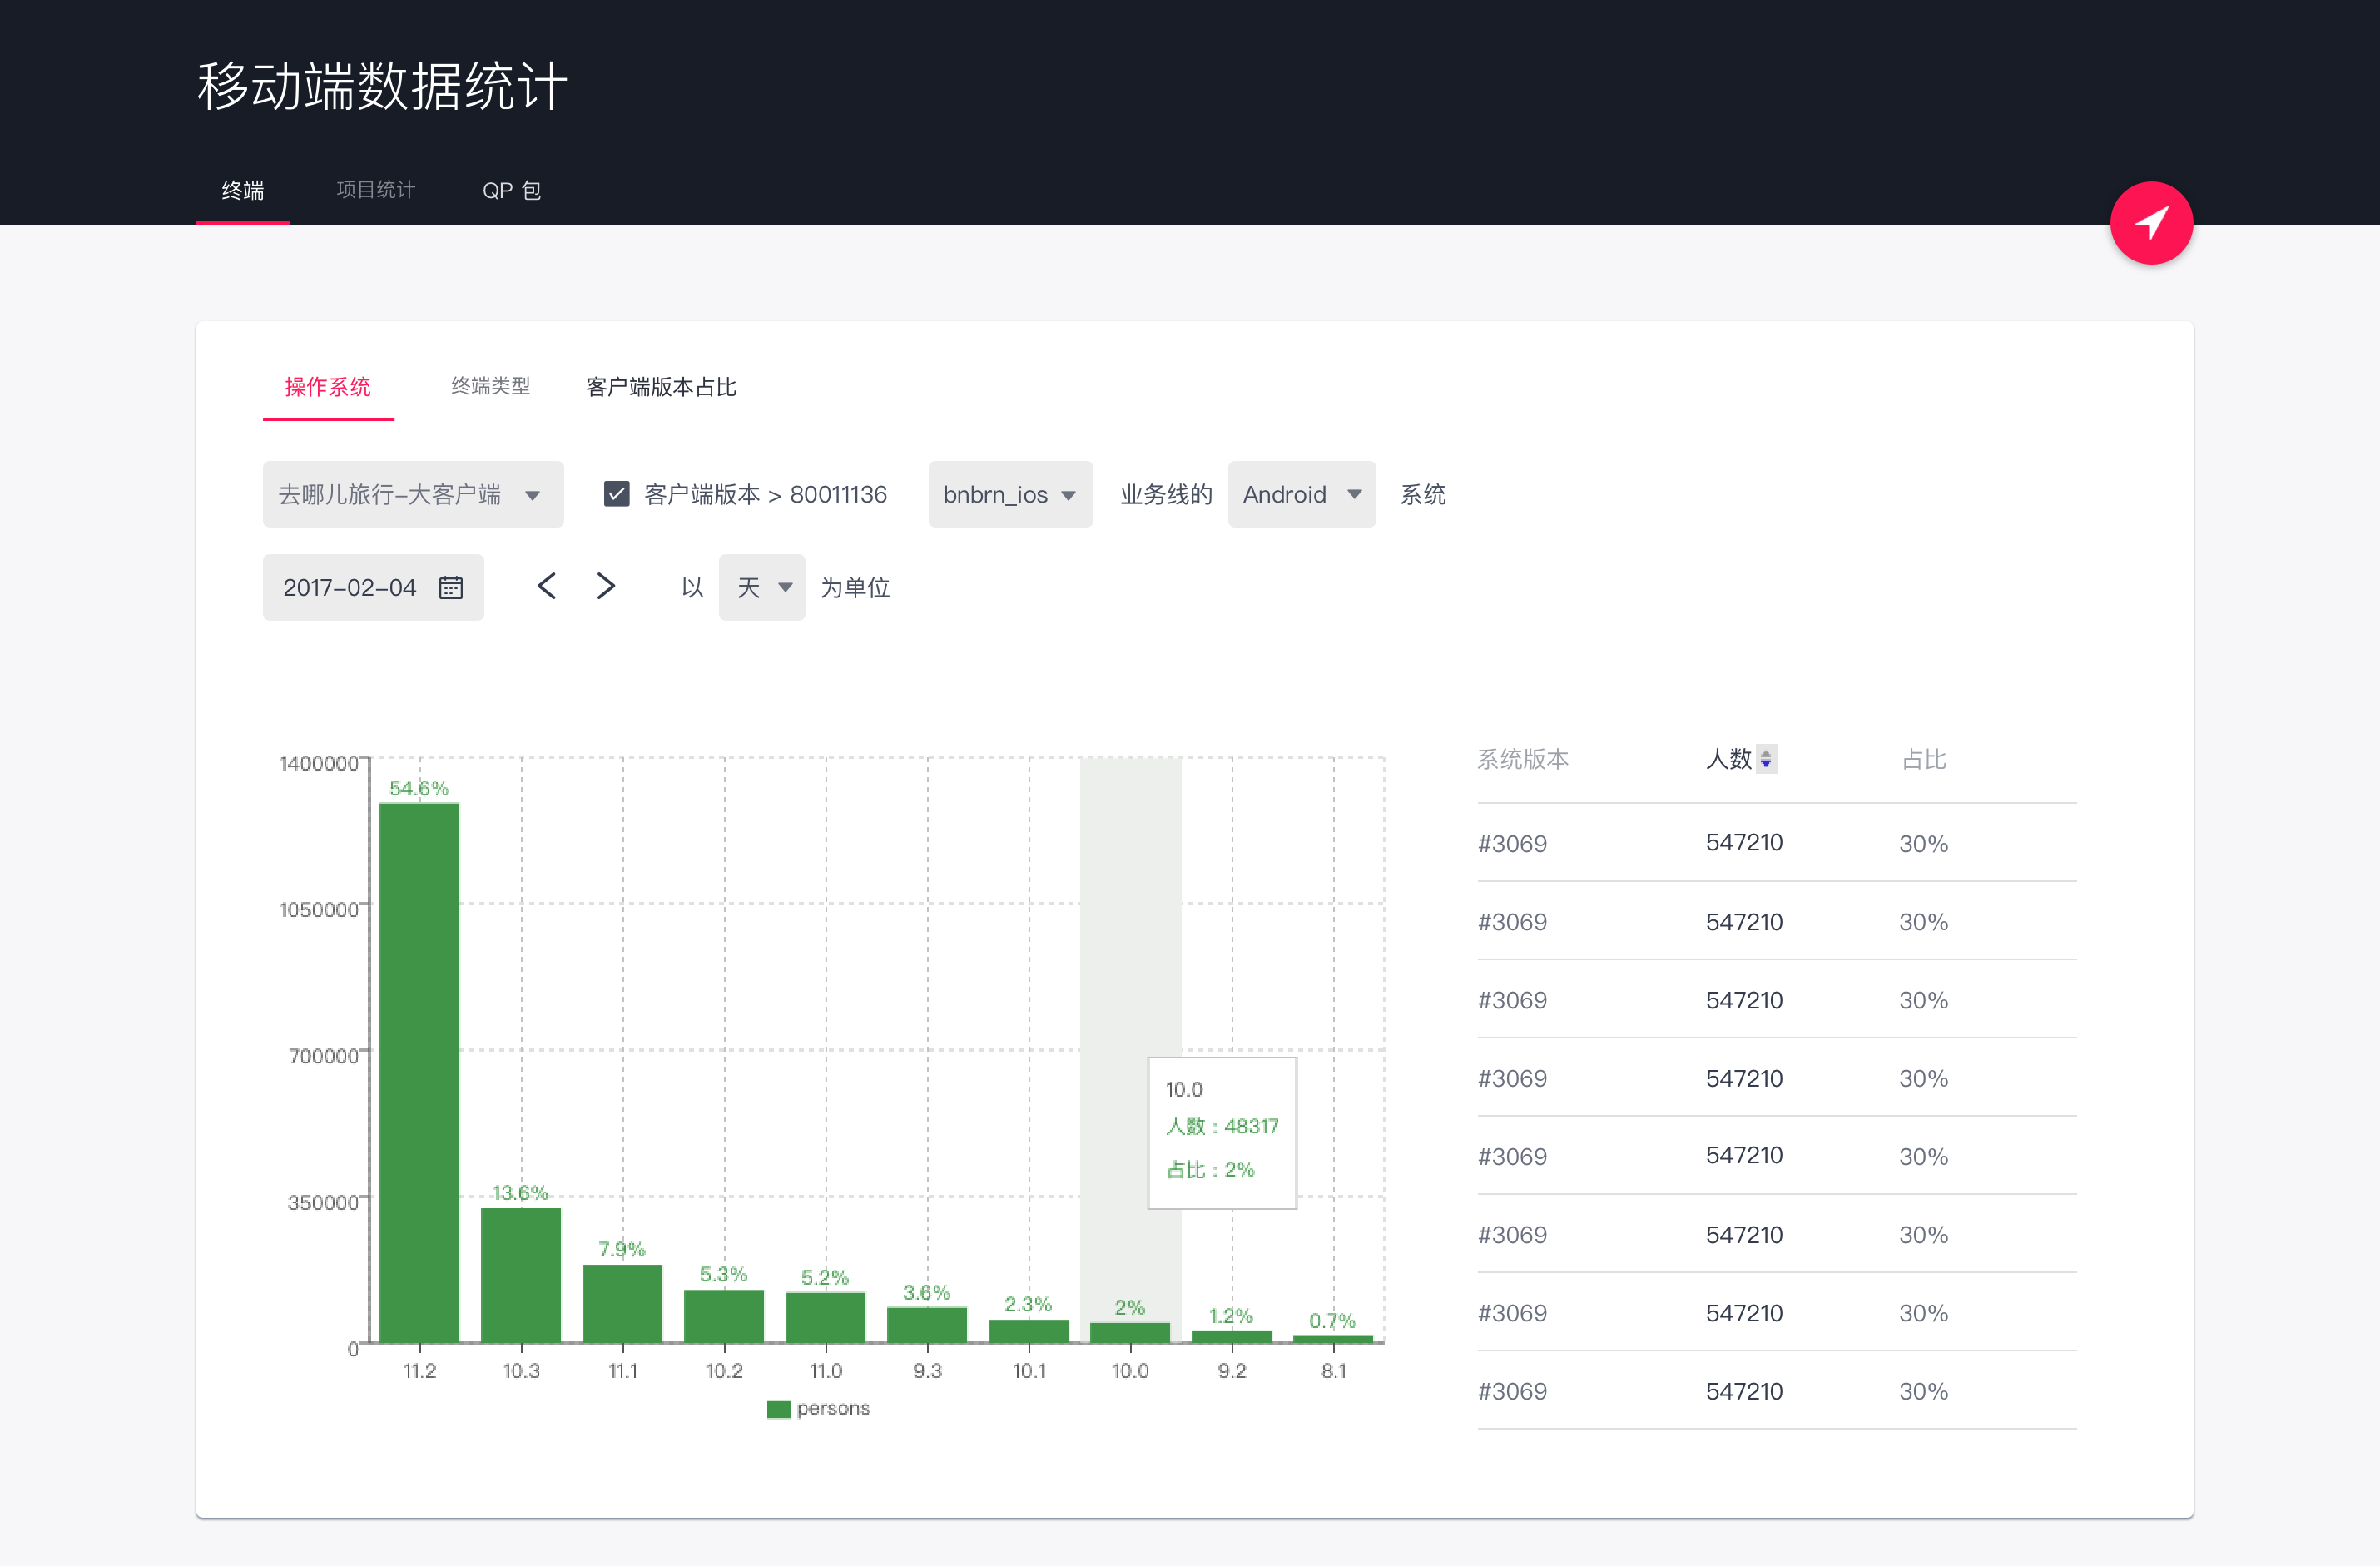 移动端数据统计
终端 项目统计 QP 包
操作系统 终端类型 客户端版本占比
去哪儿旅行-大客户端 客户端版本 > 80011136 bnbrn_ios 业务线的 Android 系统
2017-02-04 < > 以 天 为单位
1400000
1050000
700000
350000
0
54.6%
13.6%
7.9%
5.3%
5.2%
3.6%
2.3%
2%
1.2%
0.7%
10.0
人数 : 48317
占比 : 2%
11.2 10.3 11.1 10.2 11.0 9.3 10.1 10.0 9.2 8.1
persons
系统版本 人数 占比
#3069 547210 30%
#3069 547210 30%
#3069 547210 30%
#3069 547210 30%
#3069 547210 30%
#3069 547210 30%
#3069 547210 30%
#3069 547210 30%